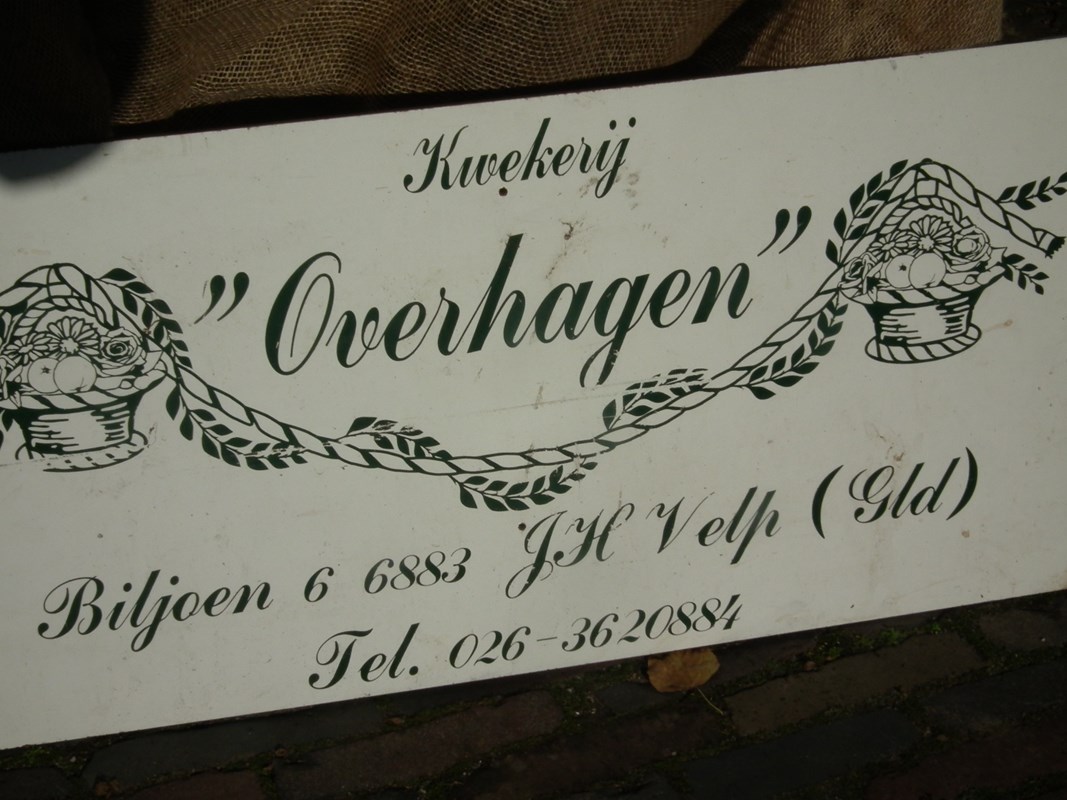 Kwekerij
"Overhagen"
Biljoen 6 6883 JH Velp (Gld)
Tel. 026-3620884